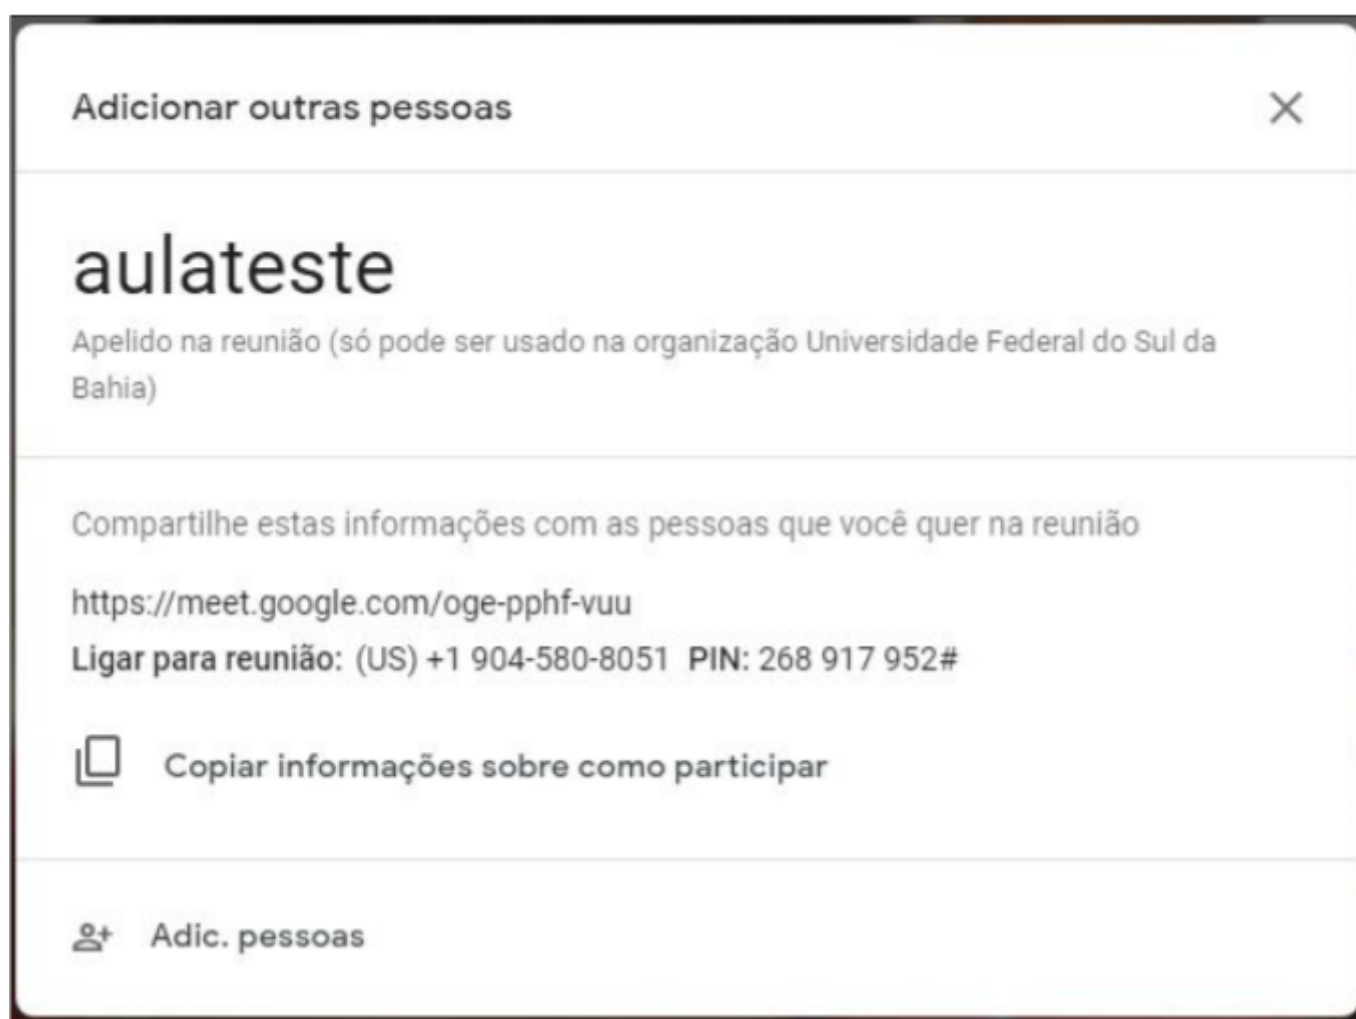 Adicionar outras pessoas
aulateste
Apelido na reunião (só pode ser usado na organização Universidade Federal do Sul da
Bahia)
Compartilhe estas informações com as pessoas que você quer na reunião
https://meet.google.com/oge-pphf-vuu
Ligar para reunião: (US) +1 904-580-8051 PIN: 268 917 952#
Copiar informações sobre como participar
Adic. pessoas